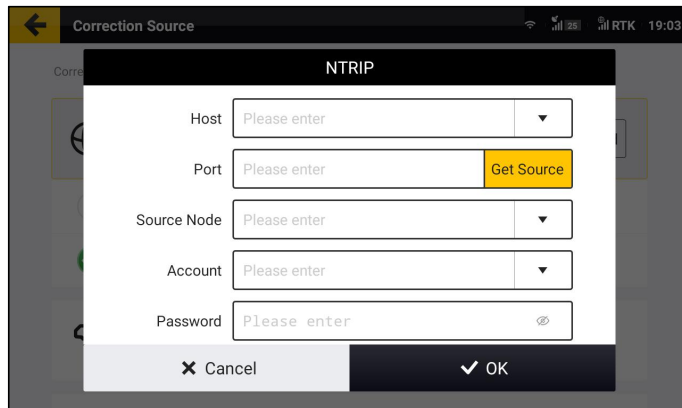 Correction Source 25 RTK 19:03
Corre
NTRIP
Host Please enter
Port Please enter Get Source
Source Node Please enter
Account Please enter
Password Please enter
Cancel OK